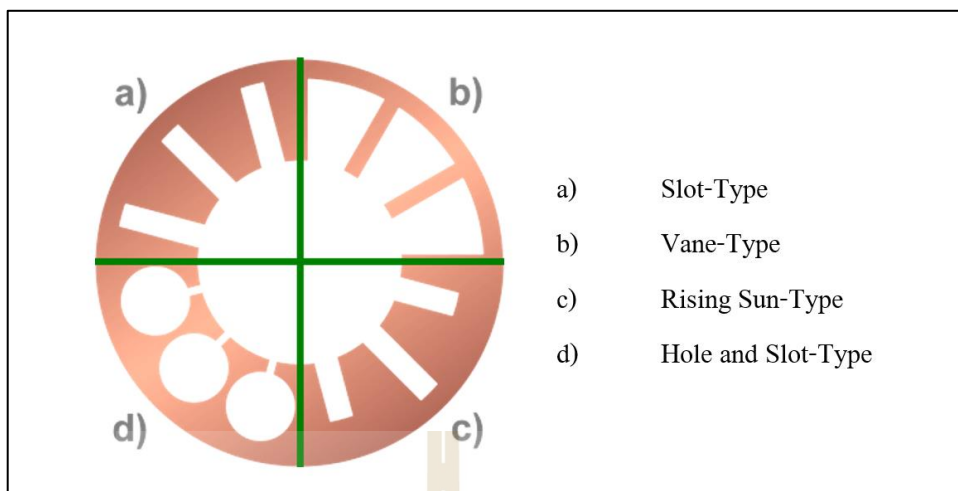 a)
b)
a) Slot-Type
b) Vane-Type
c) Rising Sun-Type
d) Hole and Slot-Type
d)
c)